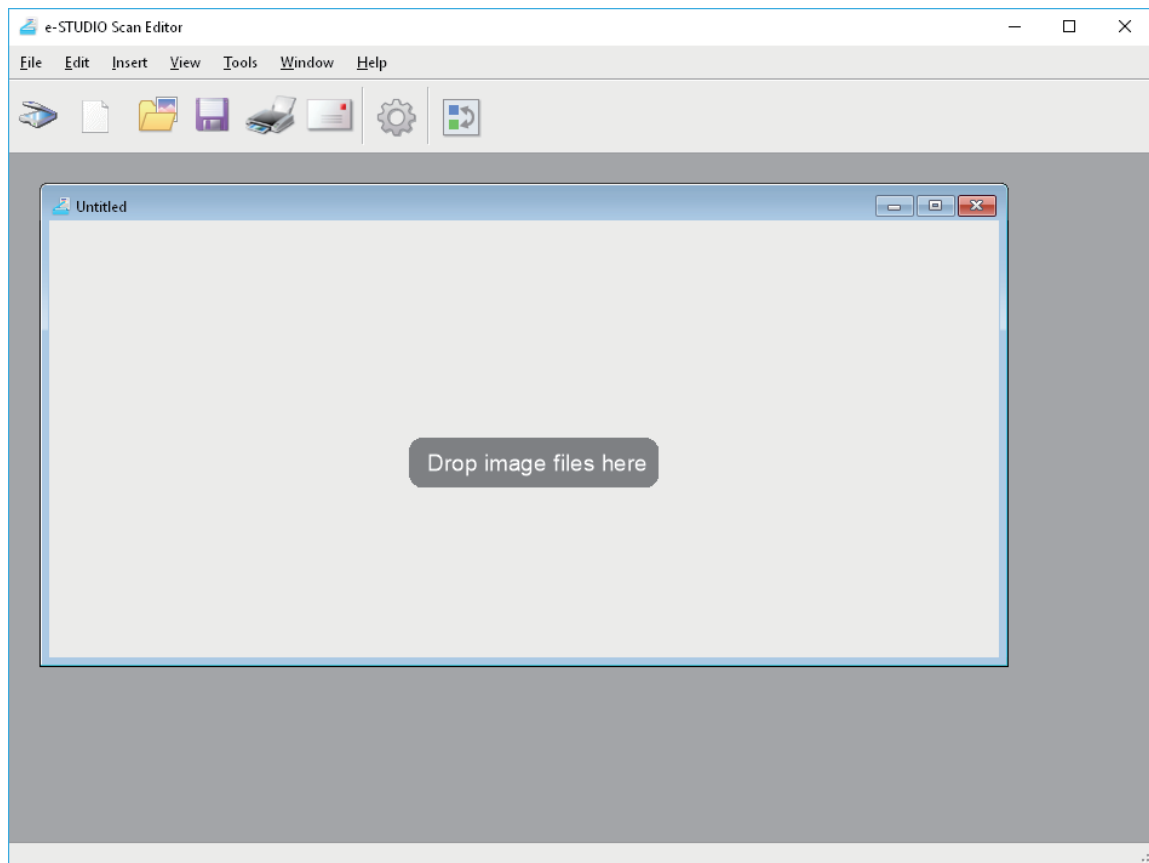 e-STUDIO Scan Editor
File Edit Insert View Tools Window Help
Untitled
Drop image files here